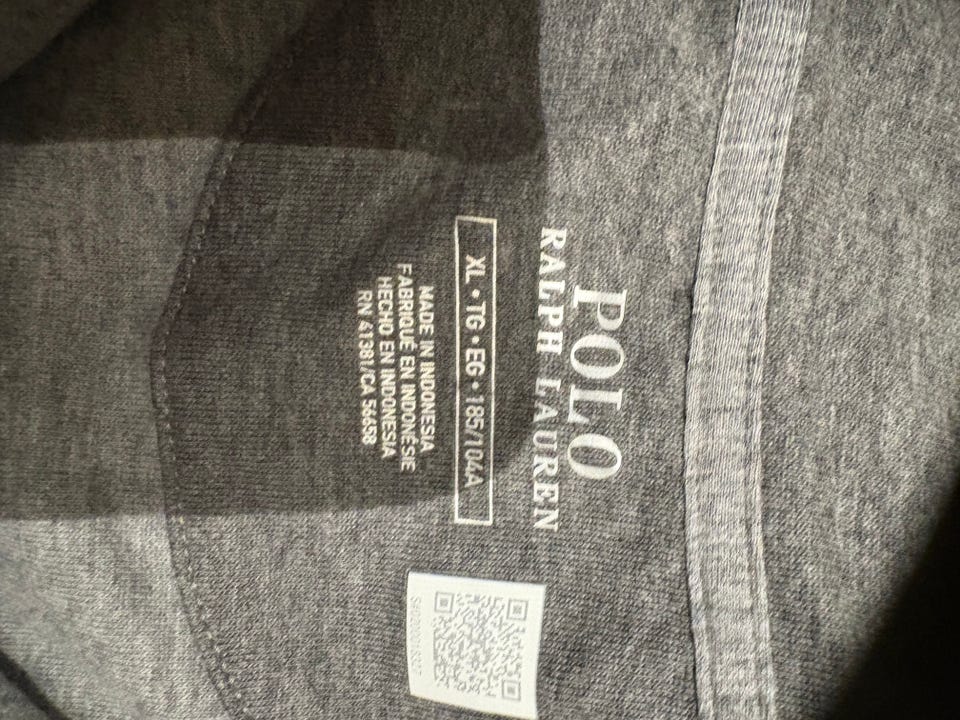 POLO
RALPH LAUREN
XL • TG • EG • 185/104A
MADE IN INDONESIA
FABRIQUÉ EN INDONÉSIE
HECHO EN INDONESIA
RN 41381/CA 56658